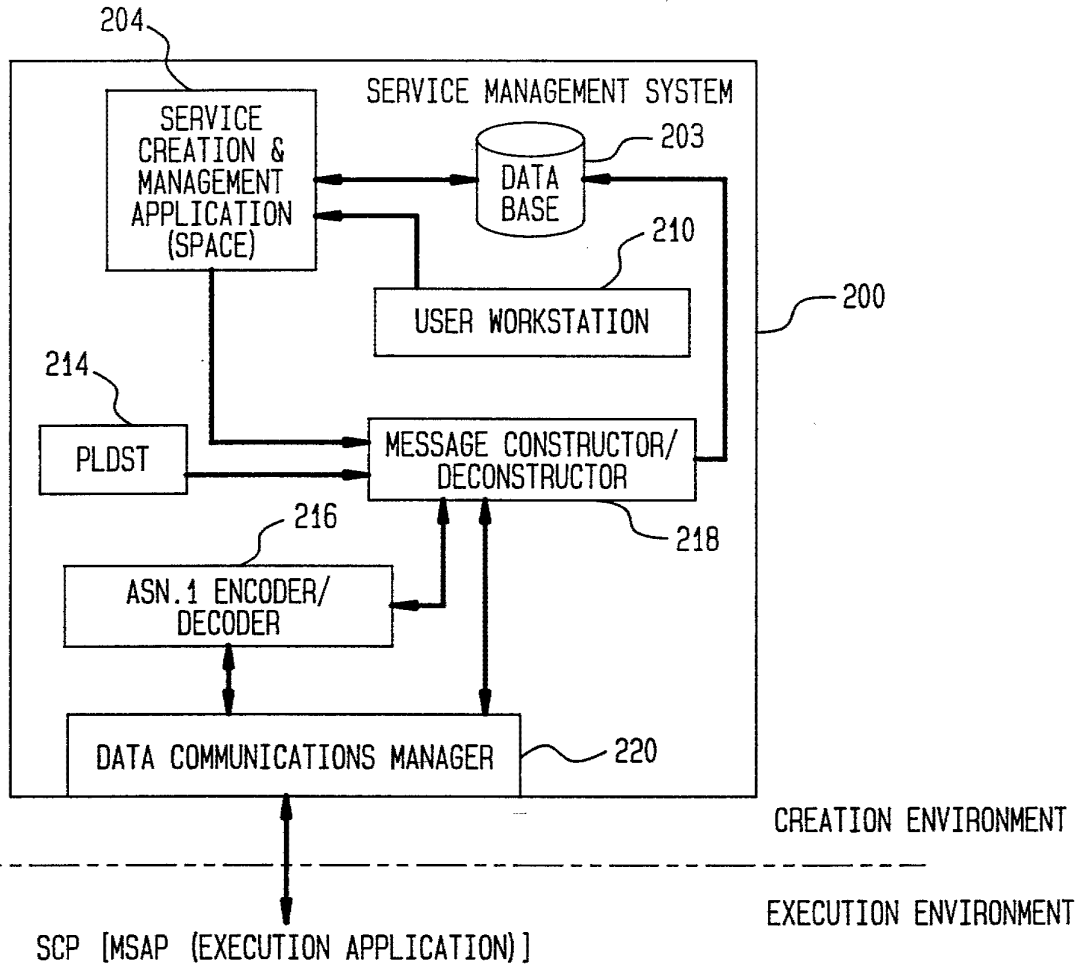 204
SERVICE MANAGEMENT SYSTEM
SERVICE
CREATION &
MANAGEMENT
APPLICATION
(SPACE)
203
DATA
BASE
210
USER WORKSTATION
200
214
PLDST
MESSAGE CONSTRUCTOR/
DECONSTRUCTOR
218
216
ASN.1 ENCODER/
DECODER
DATA COMMUNICATIONS MANAGER
220
CREATION ENVIRONMENT
EXECUTION ENVIRONMENT
SCP [MSAP (EXECUTION APPLICATION)]